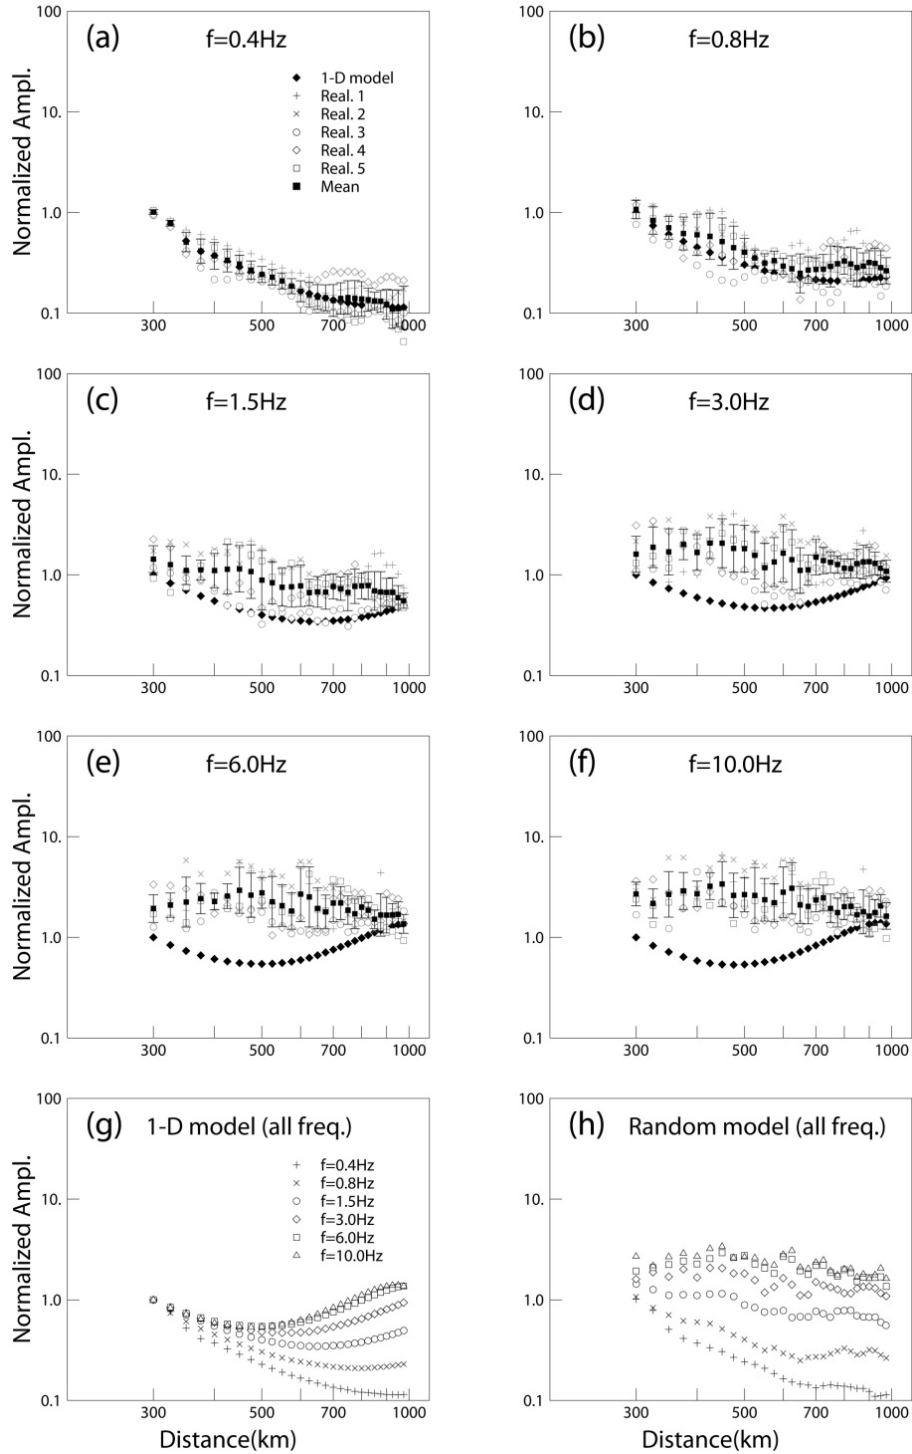 (a) f=0.4Hz
100
10.
1.0
0.1
Normalized Ampl.
1-D model
Real. 1
Real. 2
Real. 3
Real. 4
Real. 5
Mean
300 500 700 1000
(b) f=0.8Hz
100
10.
1.0
0.1
300 500 700 1000
(c) f=1.5Hz
100
10.
1.0
0.1
Normalized Ampl.
300 500 700 1000
(d) f=3.0Hz
100
10.
1.0
0.1
300 500 700 1000
(e) f=6.0Hz
100
10.
1.0
0.1
Normalized Ampl.
300 500 700 1000
(f) f=10.0Hz
100
10.
1.0
0.1
300 500 700 1000
(g) 1-D model (all freq.)
100
10.
1.0
0.1
Normalized Ampl.
f=0.4Hz
f=0.8Hz
f=1.5Hz
f=3.0Hz
f=6.0Hz
f=10.0Hz
300 500 700 1000
Distance(km)
(h) Random model (all freq.)
100
10.
1.0
0.1
300 500 700 1000
Distance(km)